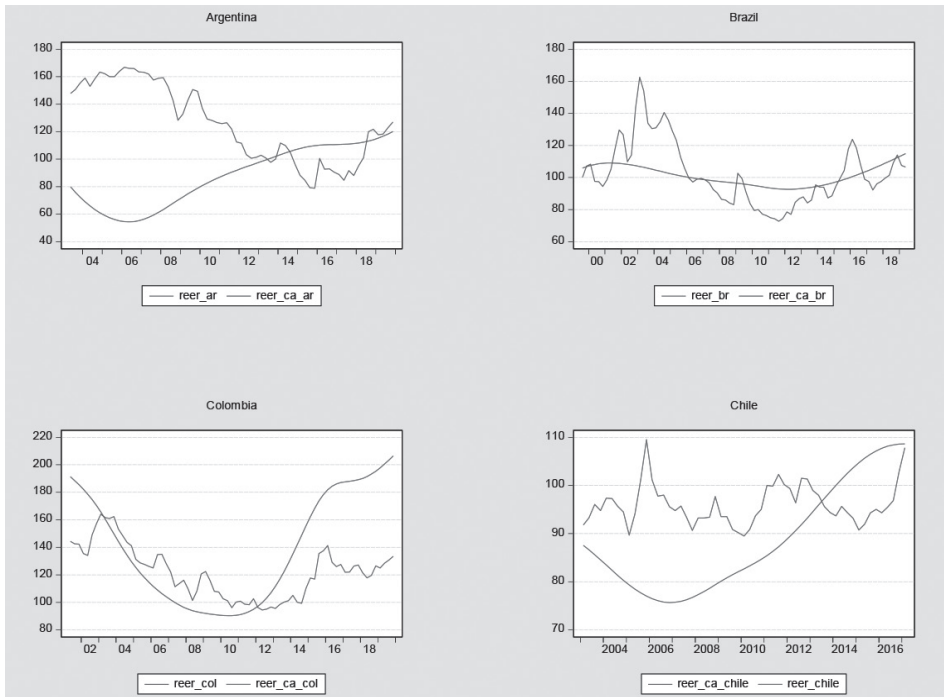 Argentina
180
160
140
120
100
80
60
40
04 06 08 10 12 14 16 18
reer_ar reer_ca_ar
Brazil
180
160
140
120
100
80
60
00 02 04 06 08 10 12 14 16 18
reer_br reer_ca_br
Colombia
220
200
180
160
140
120
100
80
02 04 06 08 10 12 14 16 18
reer_col reer_ca_col
Chile
110
100
90
80
70
2004 2006 2008 2010 2012 2014 2016
reer_ca_chile reer_chile